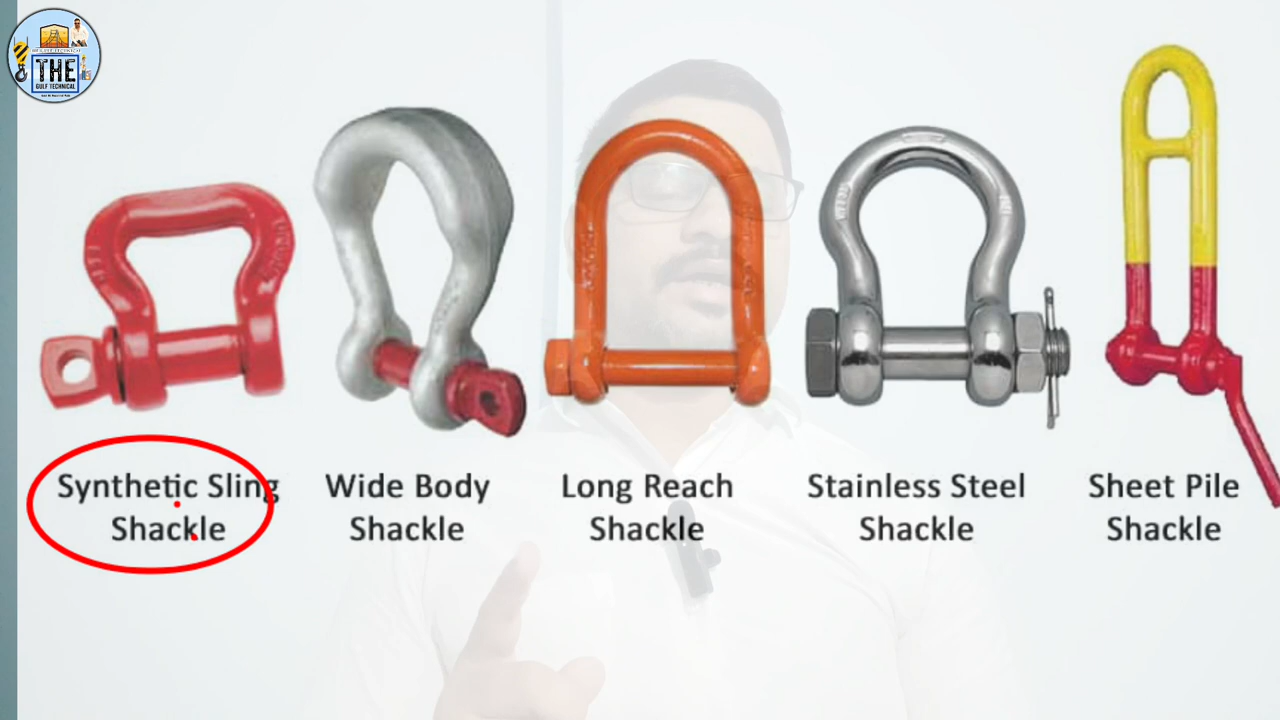 THE
GULF TECHNICAL
Synthetic Sling
Shackle
Wide Body
Shackle
Long Reach
Shackle
Stainless Steel
Shackle
Sheet Pile
Shackle